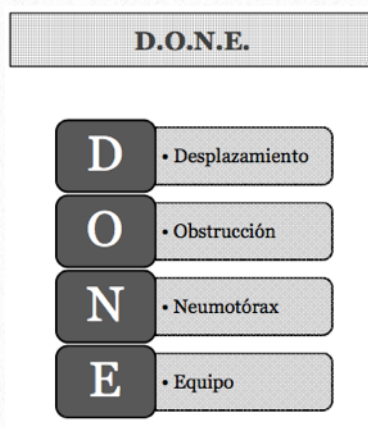 D.O.N.E.
D
• Desplazamiento
O
• Obstrucción
N
• Neumotórax
E
• Equipo